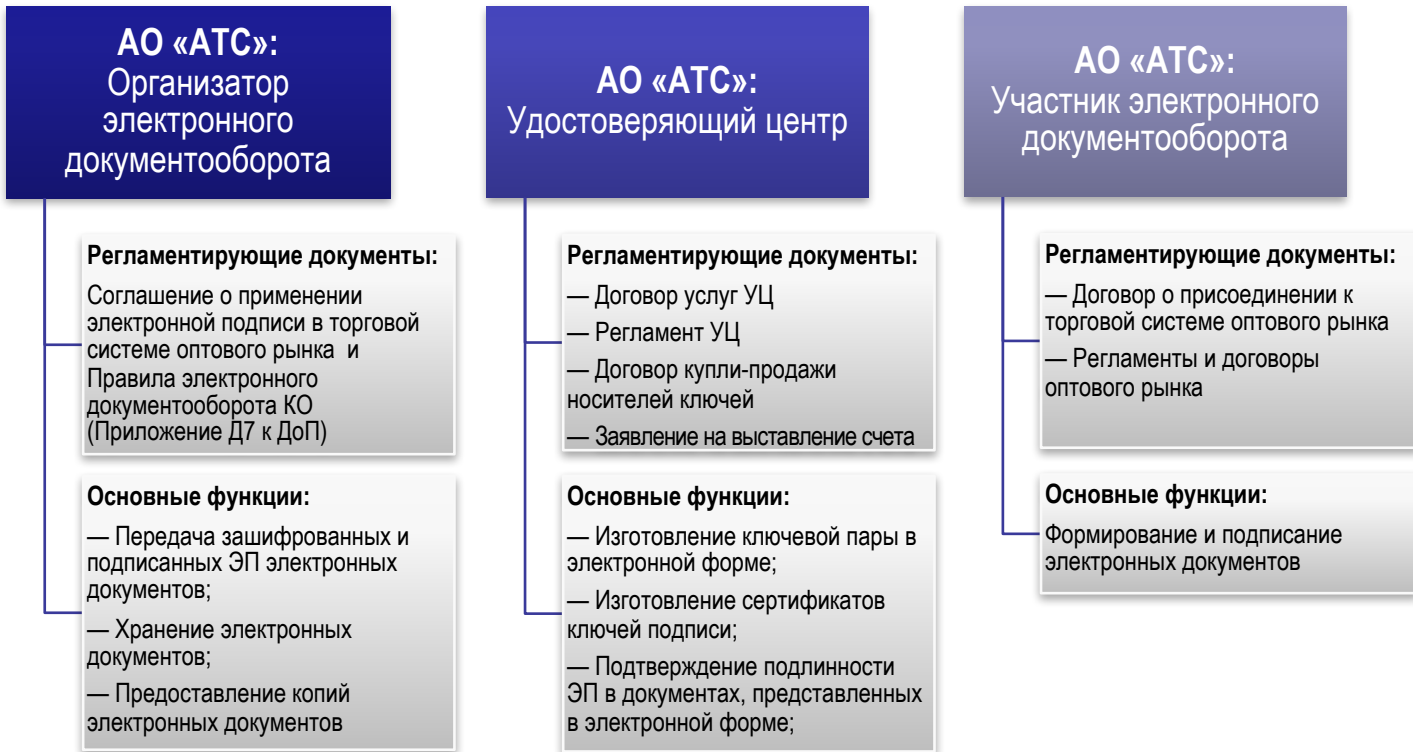 АО «АТС»:
Организатор
электронного
документооборота
Регламентирующие документы:
Соглашение о применении
электронной подписи в торговой
системе оптового рынка и
Правила электронного
документооборота КО
(Приложение Д7 к ДоП)
Основные функции:
— Передача зашифрованных и
подписанных ЭП электронных
документов;
— Хранение электронных
документов;
— Предоставление копий
электронных документов
АО «АТС»:
Удостоверяющий центр
Регламентирующие документы:
— Договор услуг УЦ
— Регламент УЦ
— Договор купли-продажи
носителей ключей
— Заявление на выставление счета
Основные функции:
— Изготовление ключевой пары в
электронной форме;
— Изготовление сертификатов
ключей подписи;
— Подтверждение подлинности
ЭП в документах, представленных
в электронной форме;
АО «АТС»:
Участник электронного
документооборота
Регламентирующие документы:
— Договор о присоединении к
торговой системе оптового рынка
— Регламенты и договоры
оптового рынка
Основные функции:
Формирование и подписание
электронных документов